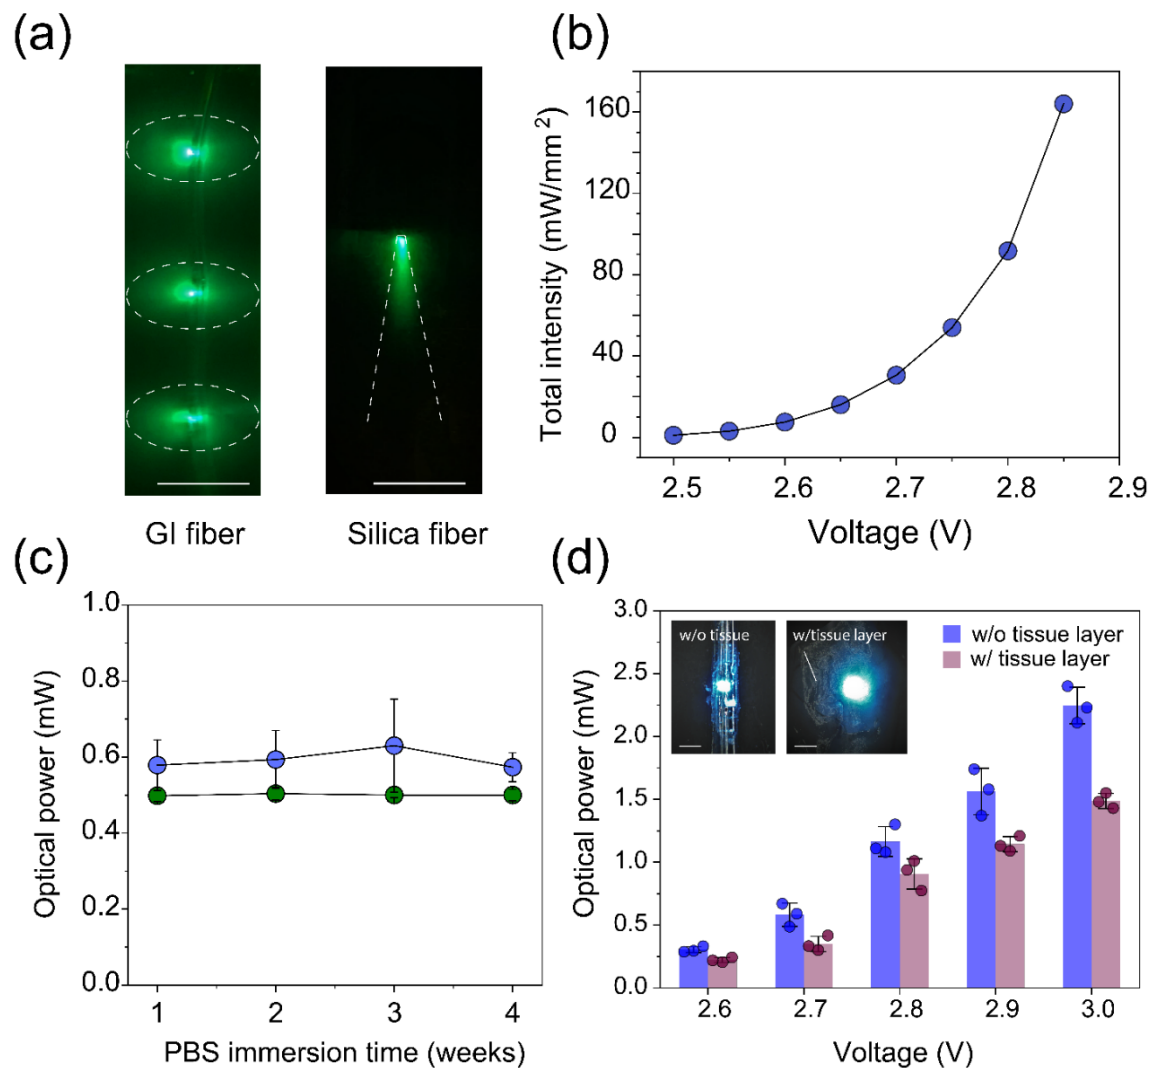 (a)
GI fiber
Silica fiber
(b)
Total intensity (mW/mm²)
160
120
80
40
0
2.5 2.6 2.7 2.8 2.9
Voltage (V)
(c)
Optical power (mW)
1.0
0.8
0.6
0.4
0.2
0.0
1 2 3 4
PBS immersion time (weeks)
(d)
Optical power (mW)
3.0
2.5
2.0
1.5
1.0
0.5
0.0
w/o tissue
w/tissue layer
w/o tissue layer
w/ tissue layer
2.6 2.7 2.8 2.9 3.0
Voltage (V)